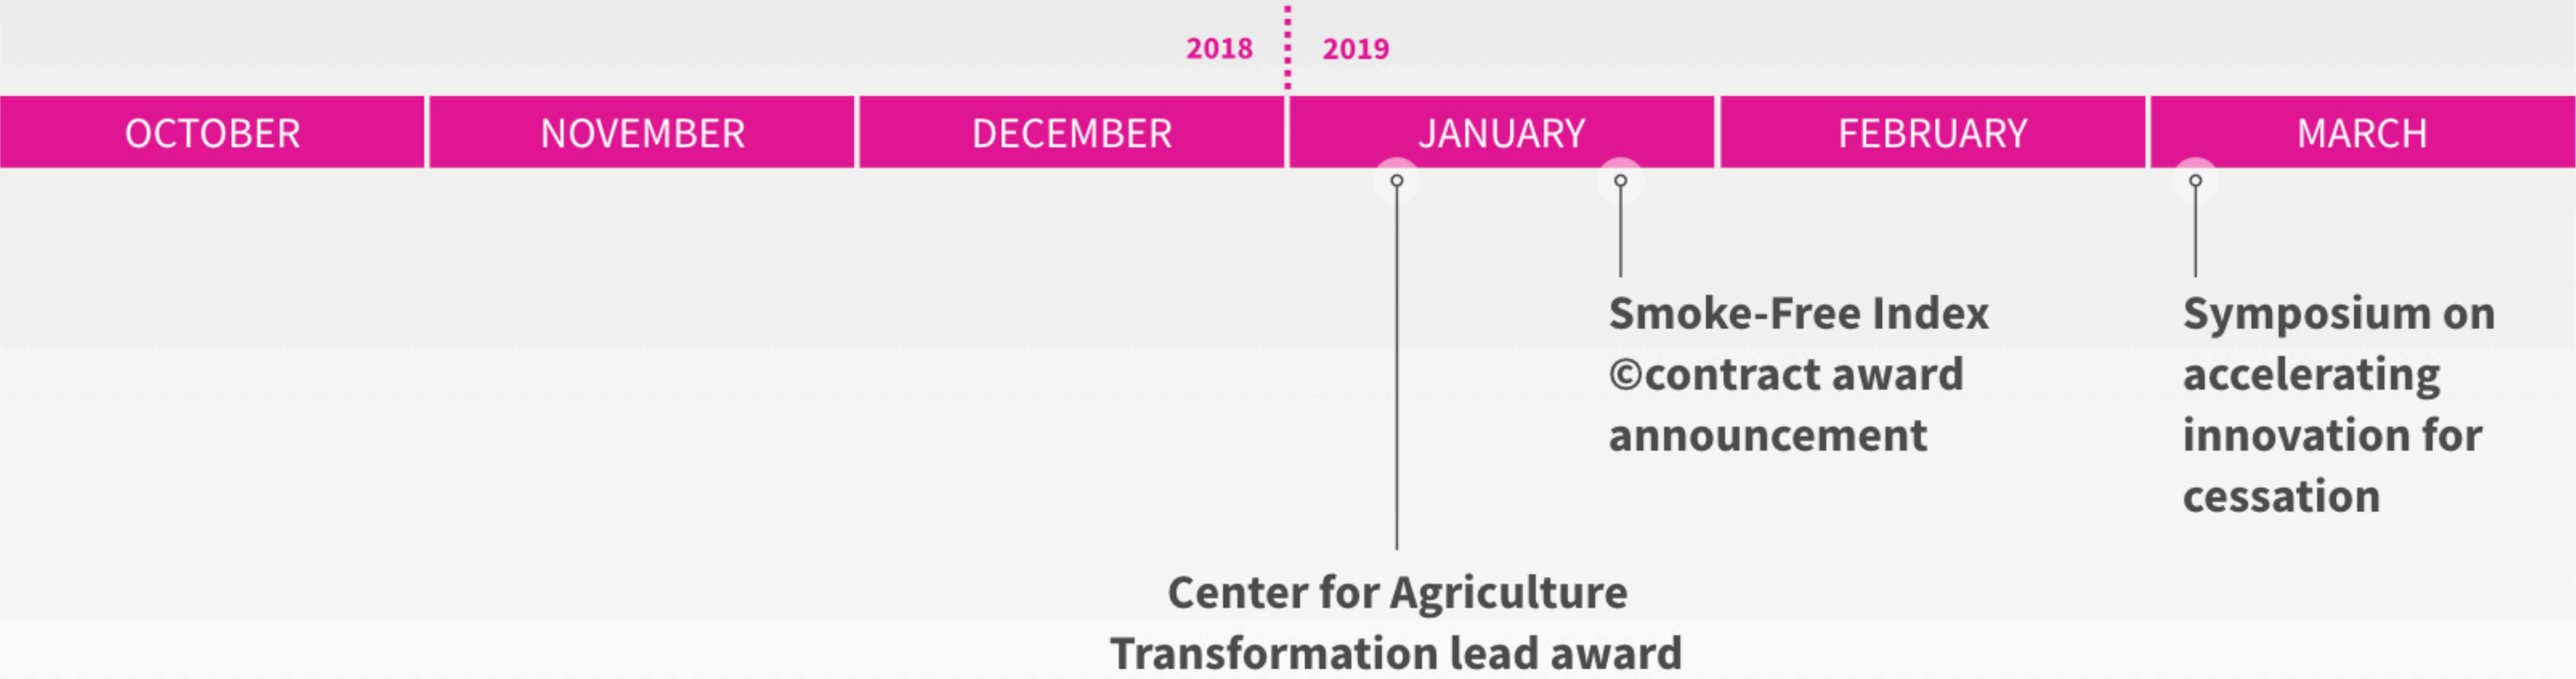 2018 2019
OCTOBER NOVEMBER DECEMBER JANUARY FEBRUARY MARCH
Smoke-Free Index
©contract award
announcement
Symposium on
accelerating
innovation for
cessation
Center for Agriculture
Transformation lead award